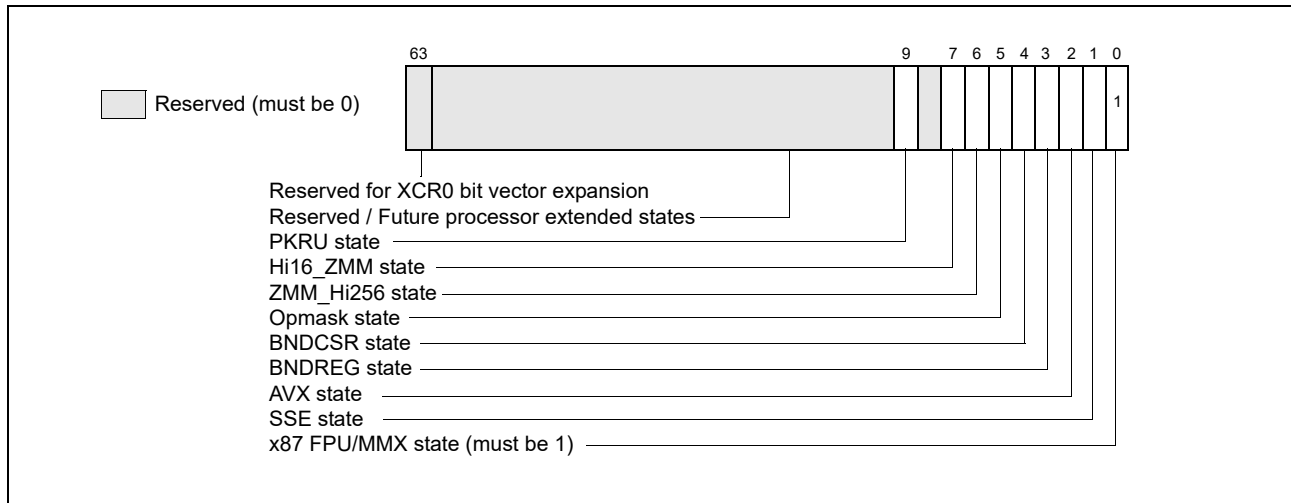 63 9 7 6 5 4 3 2 1 0
Reserved (must be 0)
1
Reserved for XCR0 bit vector expansion
Reserved / Future processor extended states
PKRU state
Hi16_ZMM state
ZMM_Hi256 state
Opmask state
BNDCSR state
BNDREG state
AVX state
SSE state
x87 FPU/MMX state (must be 1)